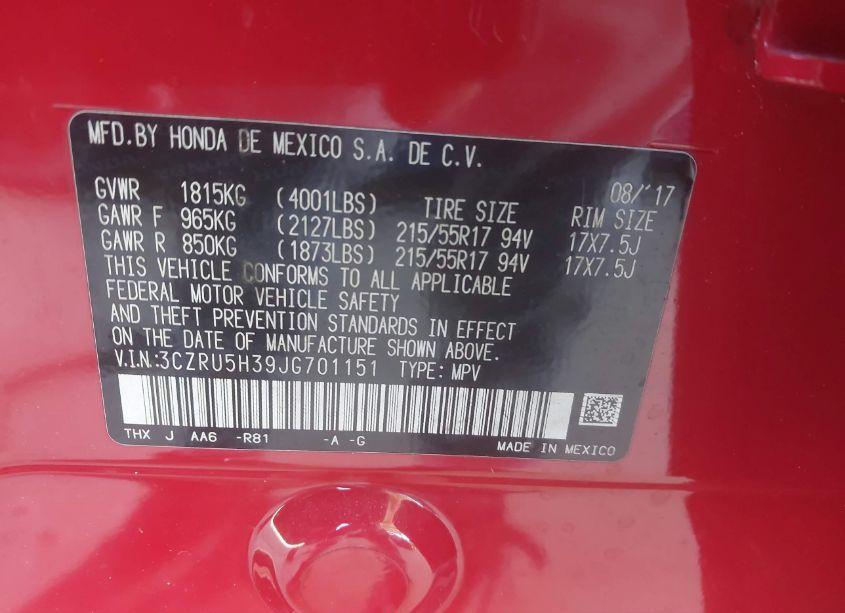 MFD.BY HONDA DE MEXICO S.A. DE C.V.
08/'17
GVWR 1815KG (4001LBS) TIRE SIZE RIM SIZE
GAWR F 965KG (2127LBS) 215/55R17 94V 17X7.5J
GAWR R 850KG (1873LBS) 215/55R17 94V 17X7.5J
THIS VEHICLE CONFORMS TO ALL APPLICABLE
FEDERAL MOTOR VEHICLE SAFETY
AND THEFT PREVENTION STANDARDS IN EFFECT
ON THE DATE OF MANUFACTURE SHOWN ABOVE.
V.I.N:3CZRU5H39JG701151 TYPE: MPV
THX J AA6 -R81 -A -G MADE IN MEXICO